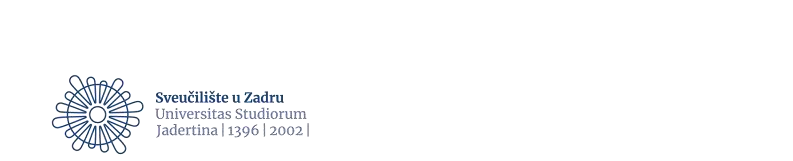 Sveučilište u Zadru
Universitas Studiorum
Jadertina | 1396 | 2002 |